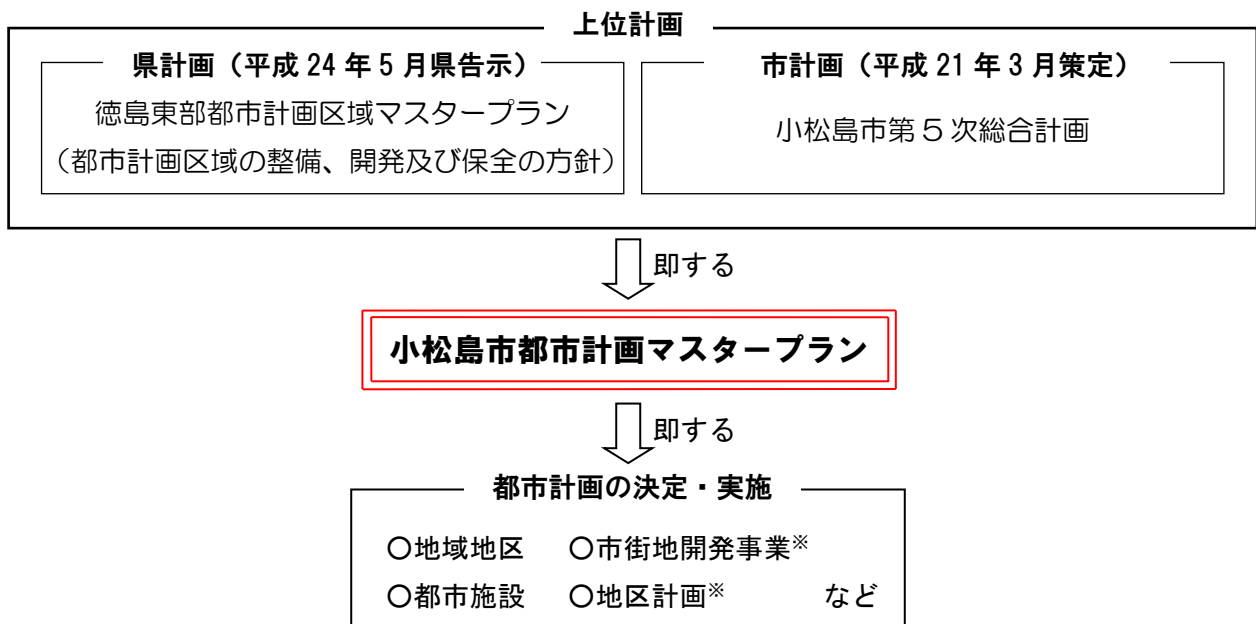 上位計画
県計画（平成 24 年 5 月県告示）
徳島東部都市計画区域マスタープラン
（都市計画区域の整備、開発及び保全の方針）
市計画（平成 21 年 3 月策定）
小松島市第 5 次総合計画
即する
小松島市都市計画マスタープラン
即する
都市計画の決定・実施
〇地域地区 〇市街地開発事業※
〇都市施設 〇地区計画※ など